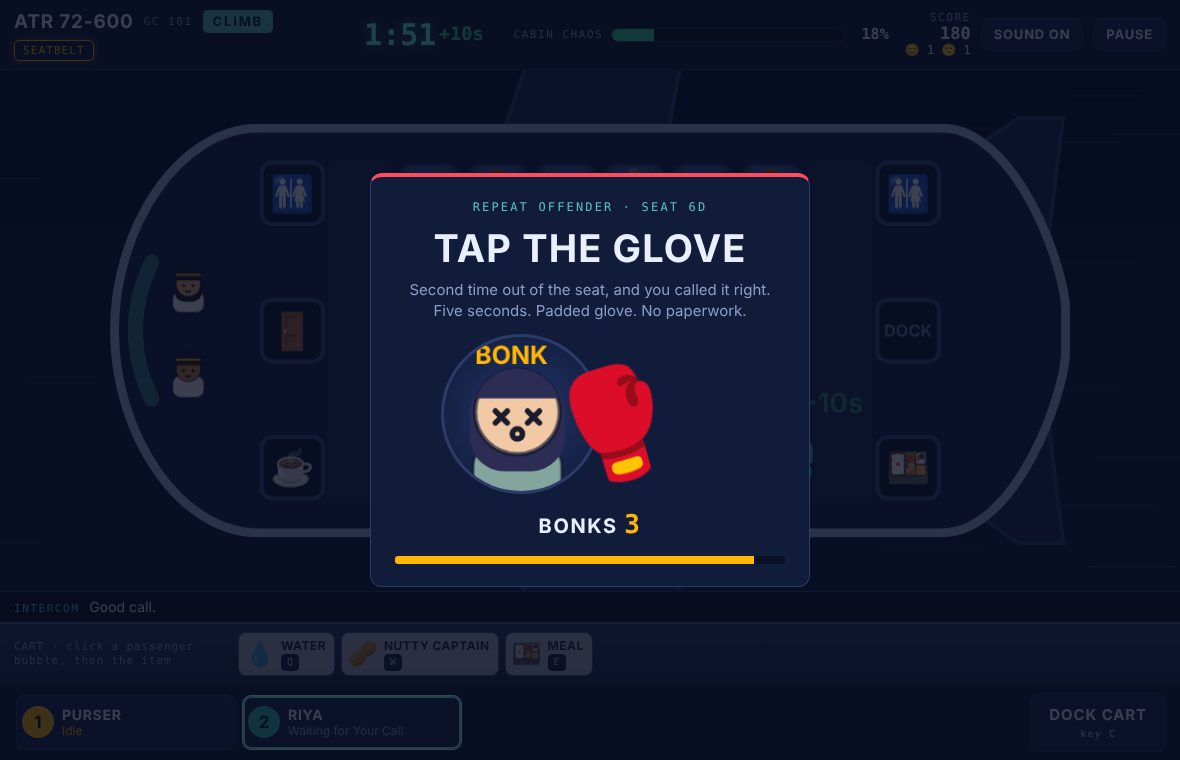 ATR 72-600 GC 101 CLIMB
SEATBELT
1:51 +10s
CABIN CHAOS 18%
SCORE
180
1 1
SOUND ON
PAUSE
REPEAT OFFENDER · SEAT 6D
TAP THE GLOVE
Second time out of the seat, and you called it right.
Five seconds. Padded glove. No paperwork.
BONK
DOCK
+10s
BONKS 3
INTERCOM Good call.
CART · click a passenger
bubble, then the item
WATER
Q
NUTTY CAPTAIN
W
MEAL
E
1 PURSER
Idle
2 RIYA
Waiting for Your Call
DOCK CART
key C